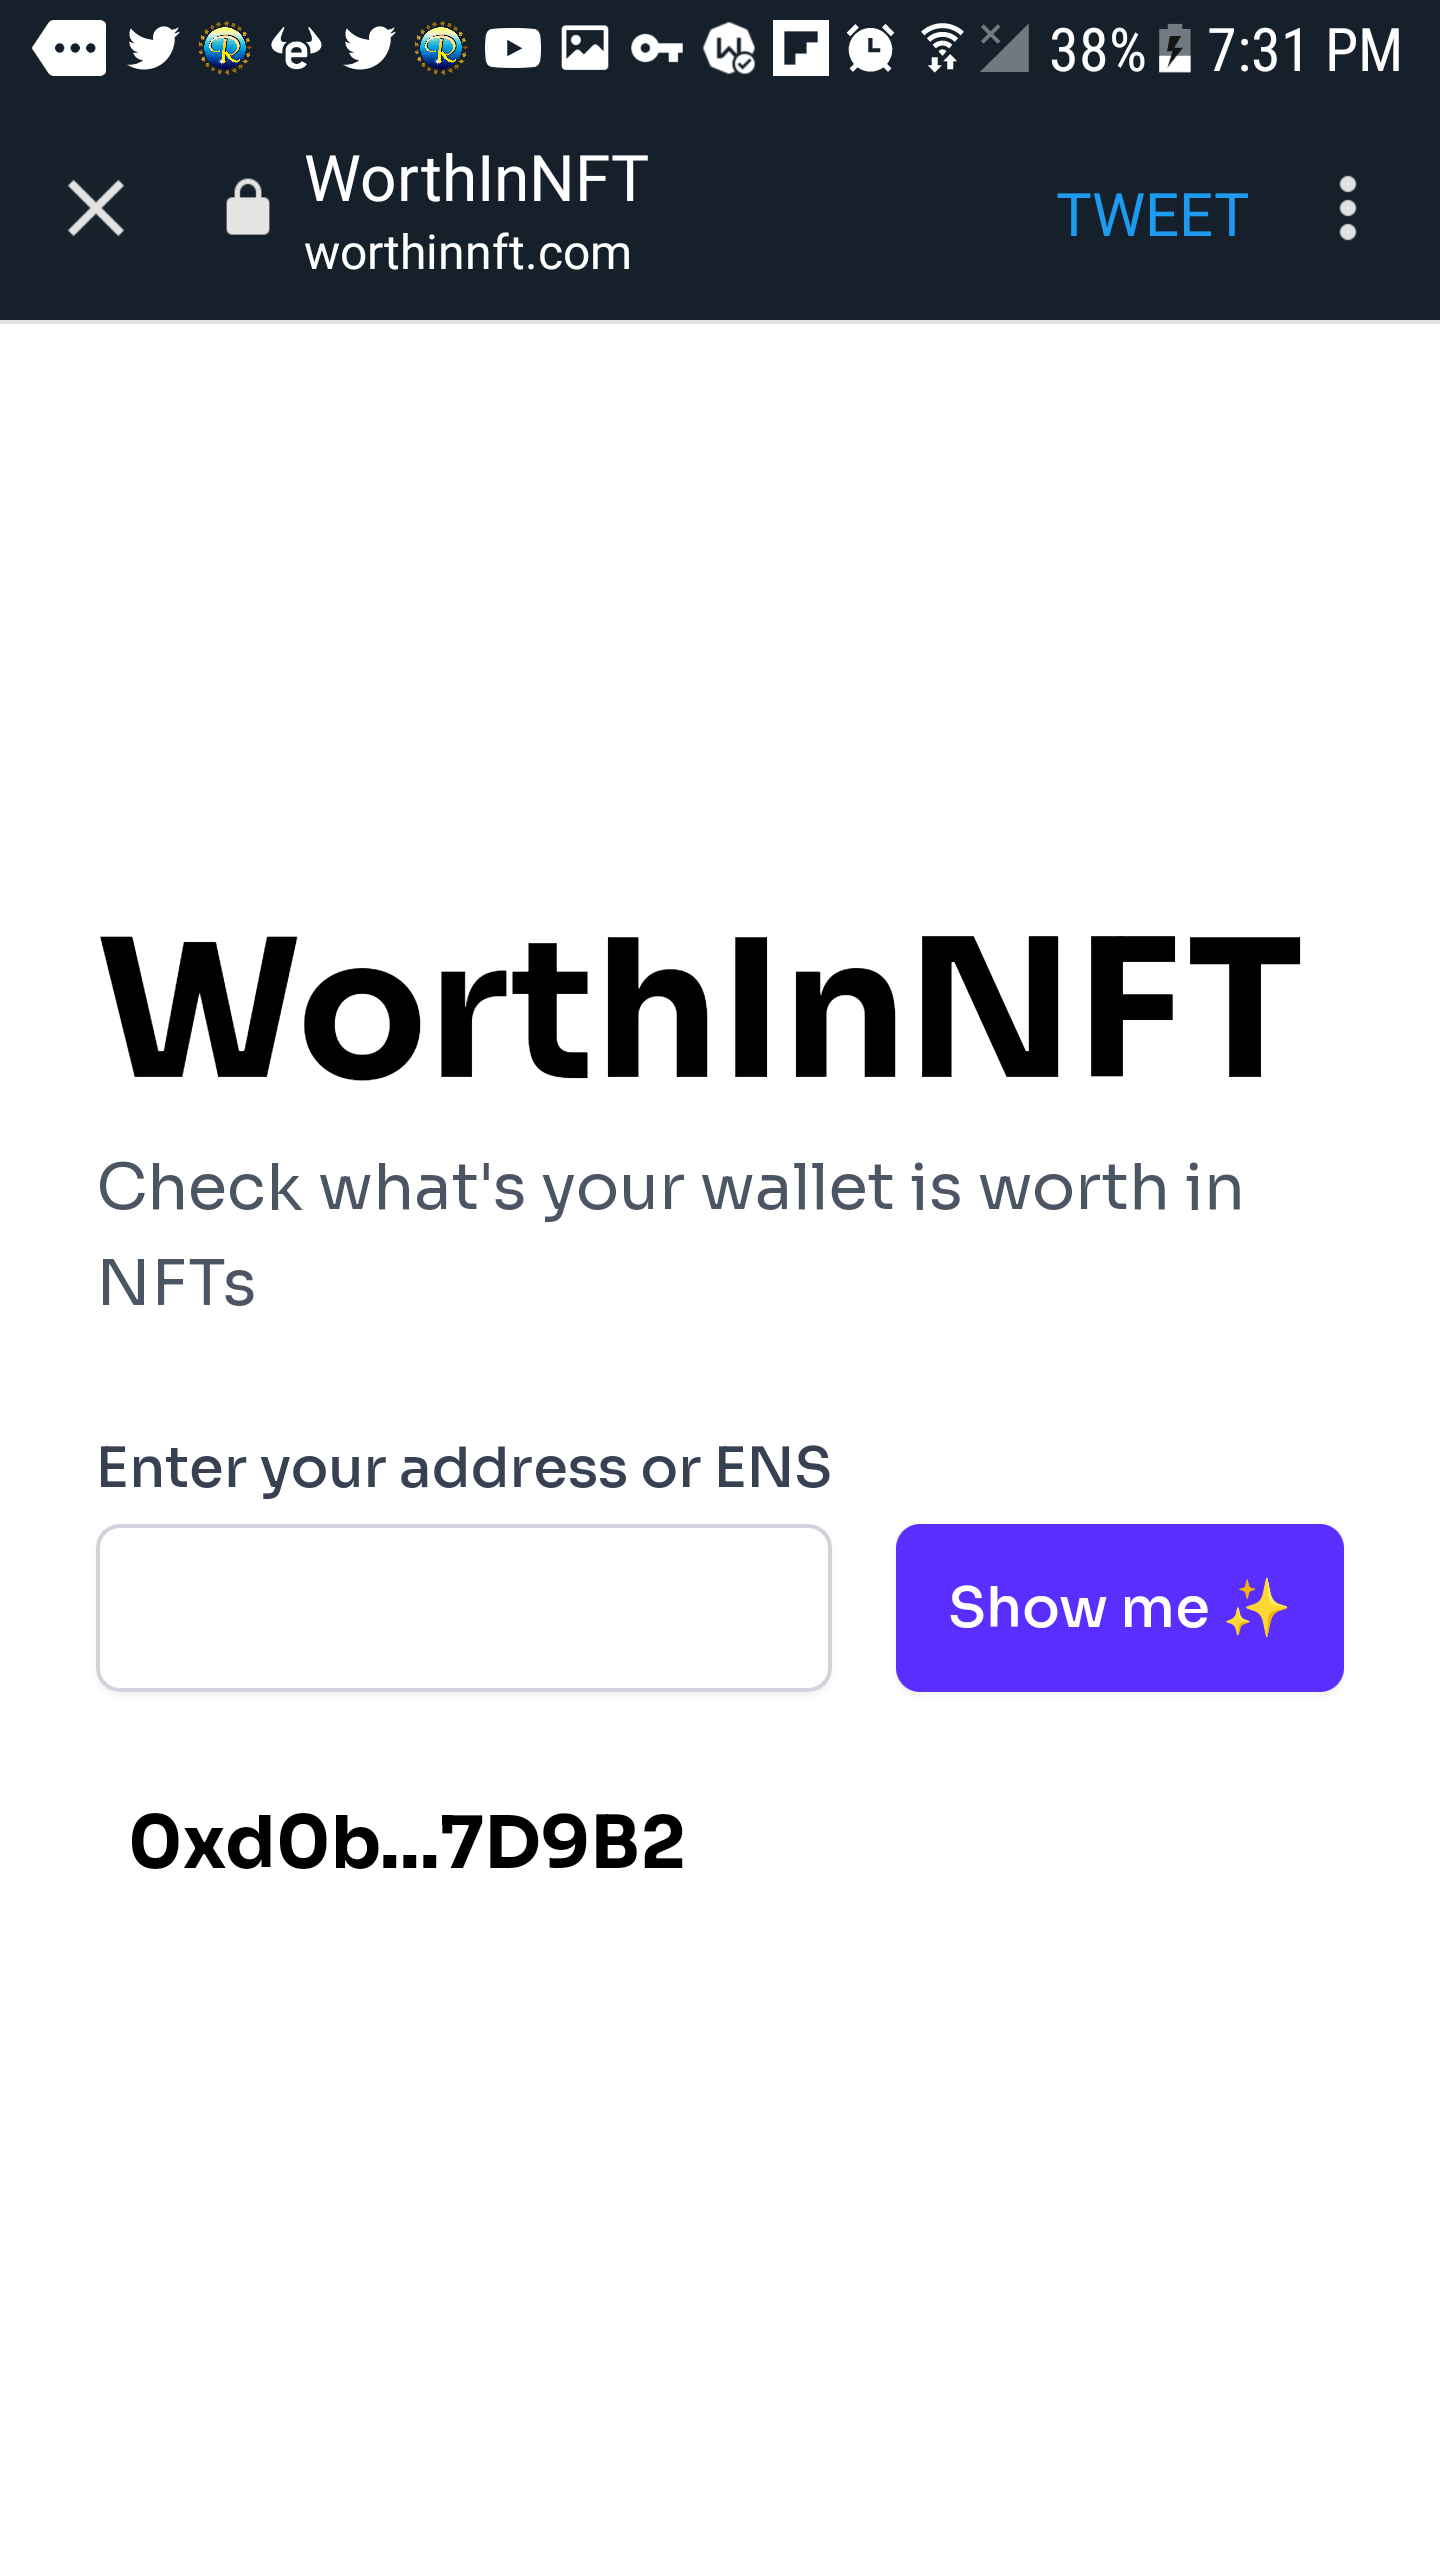 38% 7:31 PM
WorthInNFT
worthinnft.com
TWEET
WorthInNFT
Check what's your wallet is worth in
NFTs
Enter your address or ENS
Show me ✨
0xd0b...7D9B2